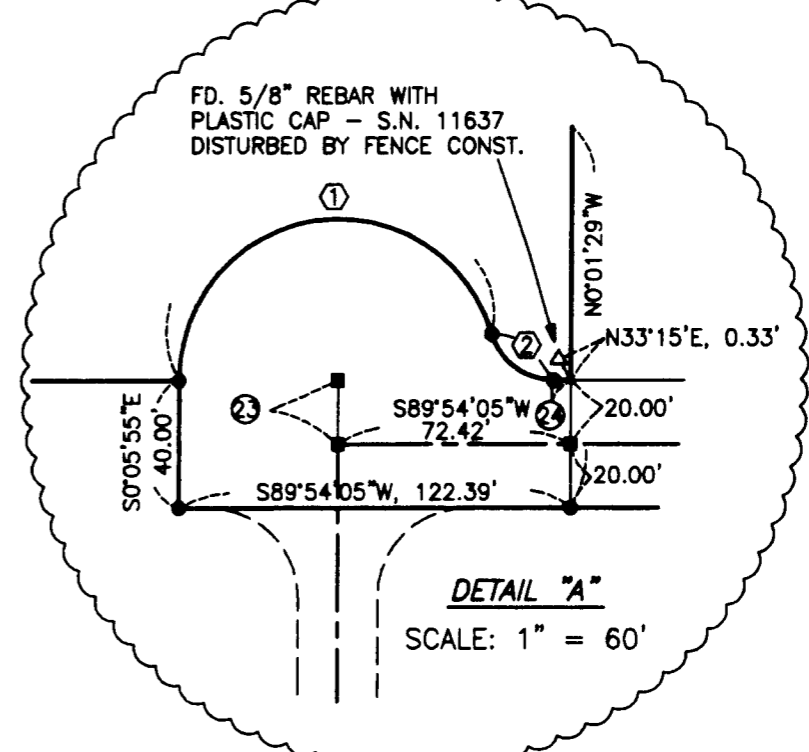 FD. 5/8" REBAR WITH
PLASTIC CAP – S.N. 11637
DISTURBED BY FENCE CONST.
1
N0°01'29"W
2
N33°15'E, 0.33'
23
S89°54'05"W
72.42'
24
20.00'
S0°05'55"E
40.00'
20.00'
S89°54'05"W, 122.39'
DETAIL "A"
SCALE: 1" = 60'